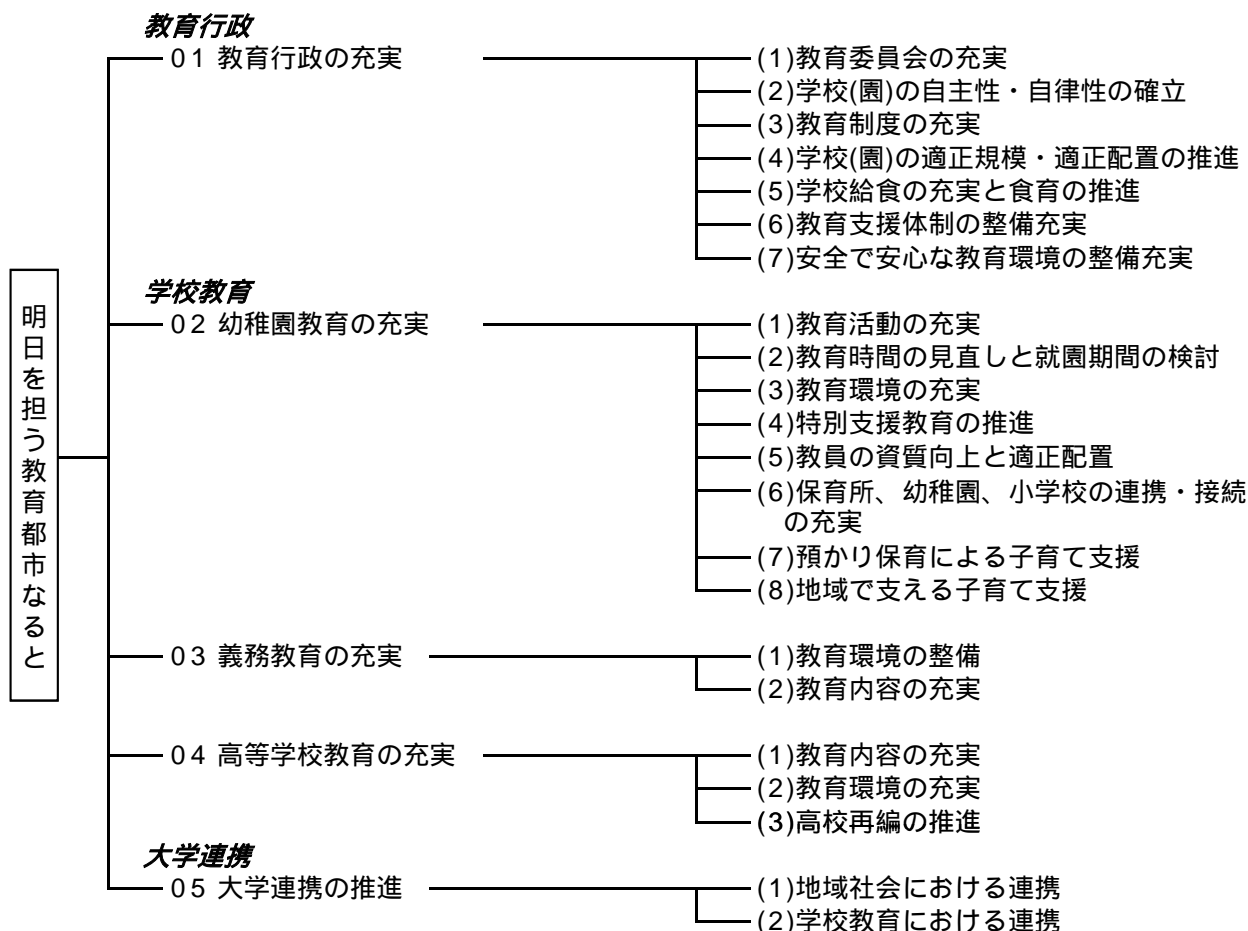 教育行政
01 教育行政の充実
(1)教育委員会の充実
(2)学校(園)の自主性・自律性の確立
(3)教育制度の充実
(4)学校(園)の適正規模・適正配置の推進
(5)学校給食の充実と食育の推進
(6)教育支援体制の整備充実
(7)安全で安心な教育環境の整備充実
明日を担う教育都市なると
学校教育
02 幼稚園教育の充実
(1)教育活動の充実
(2)教育時間の見直しと就園期間の検討
(3)教育環境の充実
(4)特別支援教育の推進
(5)教員の資質向上と適正配置
(6)保育所、幼稚園、小学校の連携・接続
の充実
(7)預かり保育による子育て支援
(8)地域で支える子育て支援
03 義務教育の充実
(1)教育環境の整備
(2)教育内容の充実
04 高等学校教育の充実
(1)教育内容の充実
(2)教育環境の充実
(3)高校再編の推進
大学連携
05 大学連携の推進
(1)地域社会における連携
(2)学校教育における連携